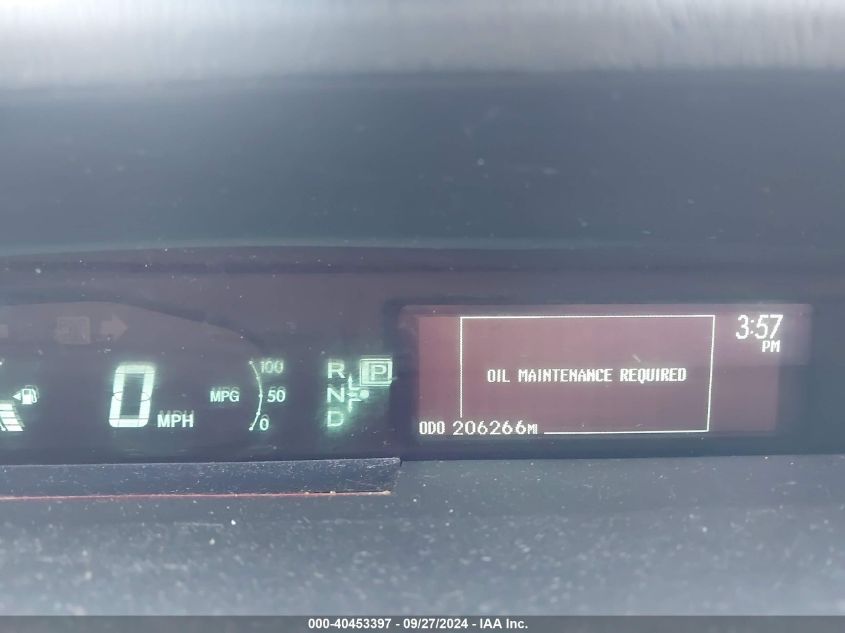 3:57
PM
OIL MAINTENANCE REQUIRED
ODO 206266MI
0 MPH
MPG
100
50
0
R
P
N
D
000-40453397 - 09/27/2024 - IAA Inc.